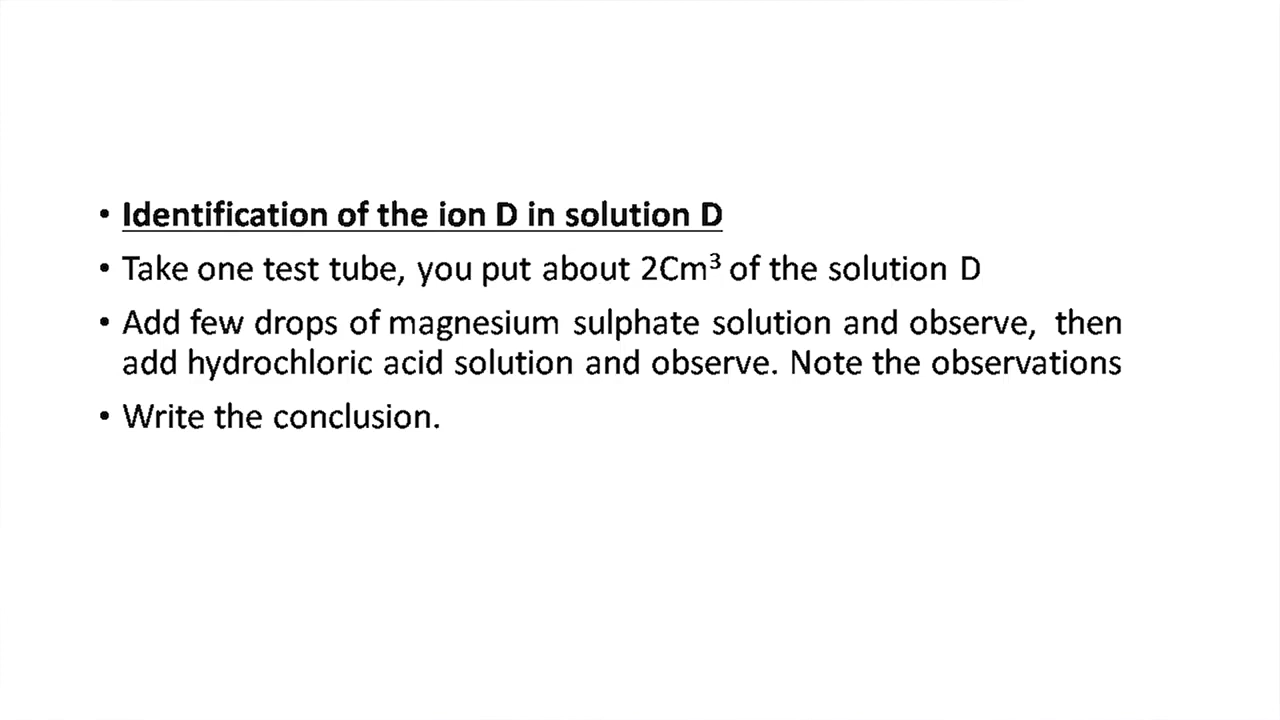 • Identification of the ion D in solution D
• Take one test tube, you put about 2Cm³ of the solution D
• Add few drops of magnesium sulphate solution and observe, then
add hydrochloric acid solution and observe. Note the observations
• Write the conclusion.